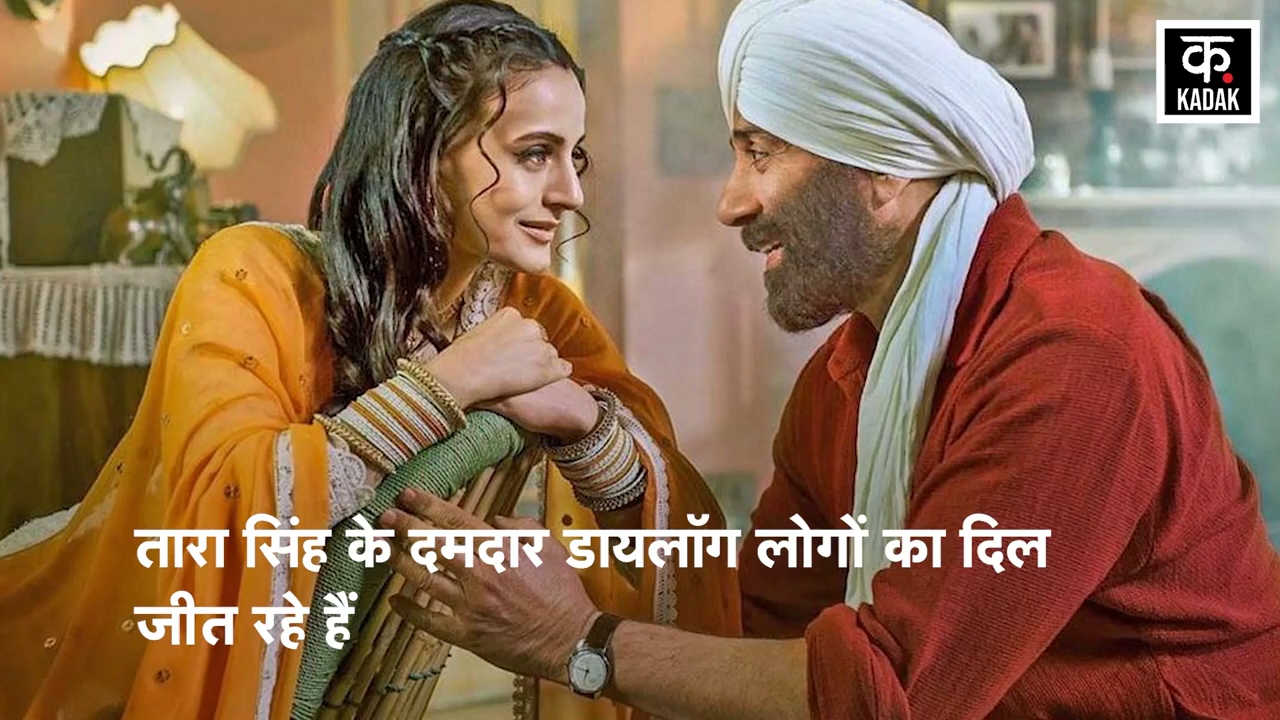 क.
KADAK
तारा सिंह के दमदार डायलॉग लोगों का दिल
जीत रहे हैं